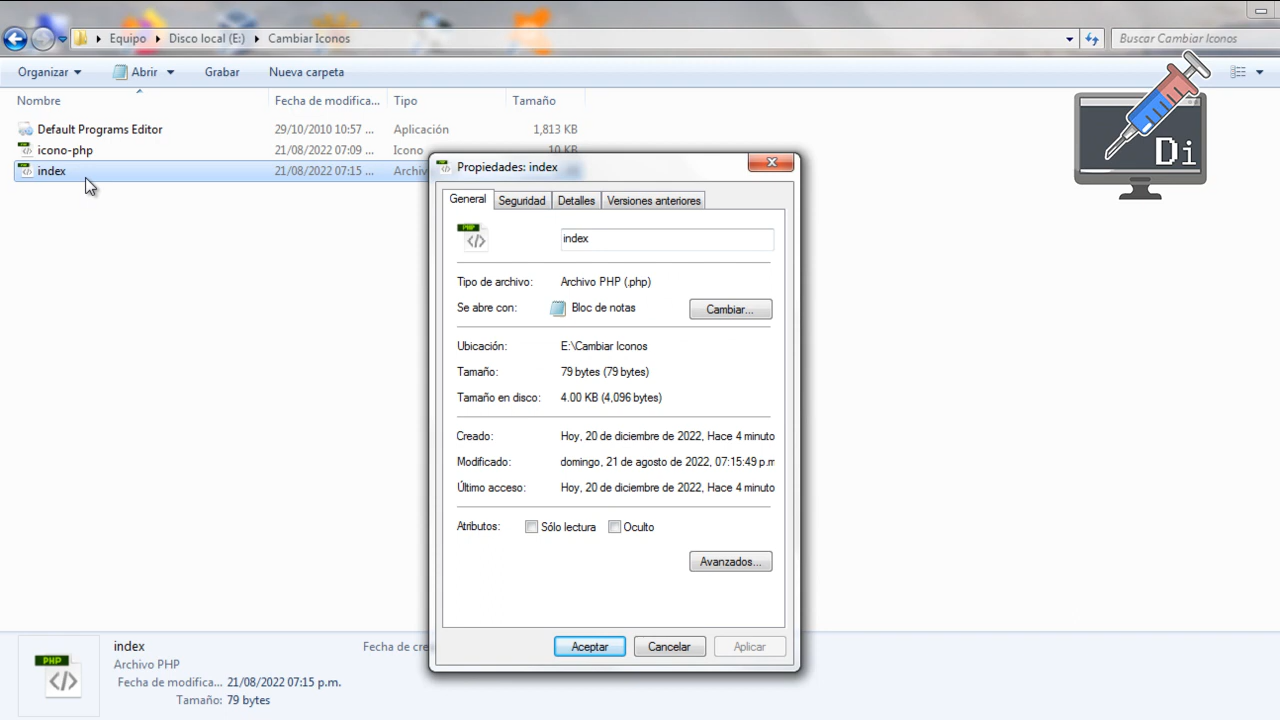 Equipo
Disco local (E:)
Cambiar Iconos
Buscar Cambiar Iconos
Organizar
Abrir
Grabar
Nueva carpeta
Nombre
Fecha de modifica...
Tipo
Tamaño
Default Programs Editor
29/10/2010 10:57 ...
Aplicación
1,813 KB
icono-php
21/08/2022 07:09 ...
Icono
10 KB
index
21/08/2022 07:15 ...
Archiv
Di
Propiedades: index
General
Seguridad
Detalles
Versiones anteriores
PHP
index
Tipo de archivo:
Archivo PHP (.php)
Se abre con:
Bloc de notas
Cambiar...
Ubicación:
E:\Cambiar Iconos
Tamaño:
79 bytes (79 bytes)
Tamaño en disco:
4.00 KB (4,096 bytes)
Creado:
Hoy, 20 de diciembre de 2022, Hace 4 minuto
Modificado:
domingo, 21 de agosto de 2022, 07:15:49 p.m
Último acceso:
Hoy, 20 de diciembre de 2022, Hace 4 minuto
Atributos:
Sólo lectura
Oculto
Avanzados...
Aceptar
Cancelar
Aplicar
PHP
index
Fecha de cre
Archivo PHP
Fecha de modifica... 21/08/2022 07:15 p.m.
Tamaño: 79 bytes